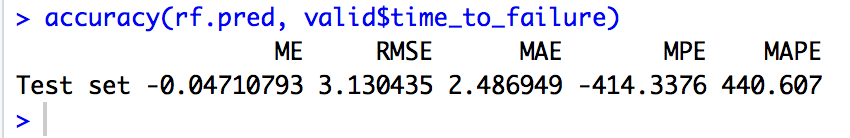 > accuracy(rf.pred, valid$time_to_failure)
ME RMSE MAE MPE MAPE
Test set -0.04710793 3.130435 2.486949 -414.3376 440.607
>